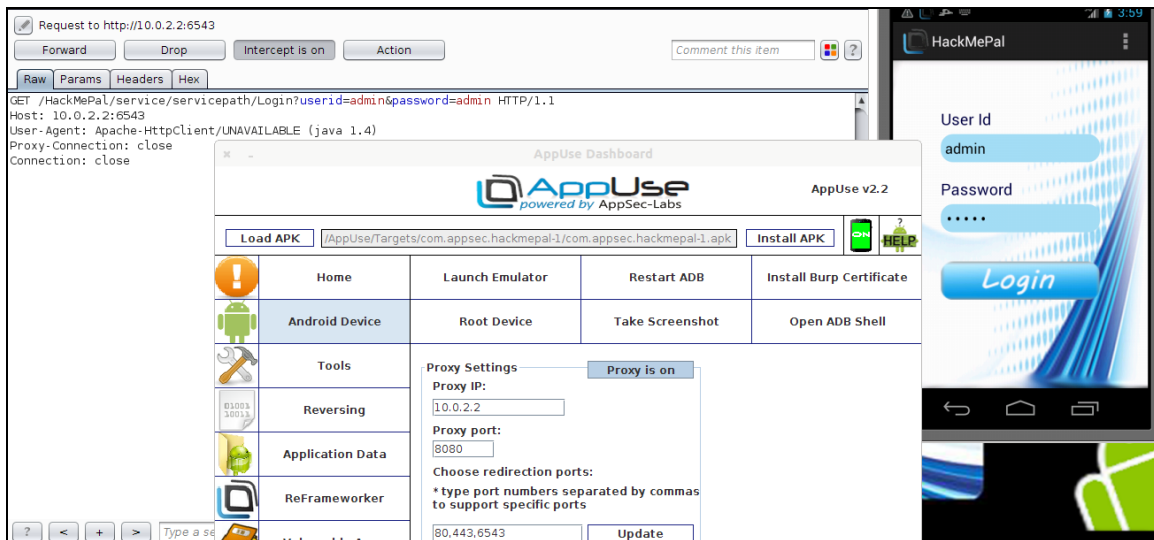 Request to http://10.0.2.2:6543
Forward Drop Intercept is on Action Comment this item ?
Raw Params Headers Hex
GET /HackMePal/service/servicepath/Login?userid=admin&password=admin HTTP/1.1
Host: 10.0.2.2:6543
User-Agent: Apache-HttpClient/UNAVAILABLE (java 1.4)
Proxy-Connection: close
Connection: close
3:59
HackMePal
User Id
admin
Password
•••••
Login
AppUse Dashboard
AppUse
powered by AppSec-Labs
AppUse v2.2
Load APK /AppUse/Targets/com.appsec.hackmepal-1/com.appsec.hackmepal-1.apk Install APK ON ? HELP
Home Launch Emulator Restart ADB Install Burp Certificate
Android Device Root Device Take Screenshot Open ADB Shell
Tools
Reversing
Application Data
ReFrameworker
Proxy Settings Proxy is on
Proxy IP:
10.0.2.2
Proxy port:
8080
Choose redirection ports:
*type port numbers separated by commas
to support specific ports
80,443,6543 Update
? < + > Type a se